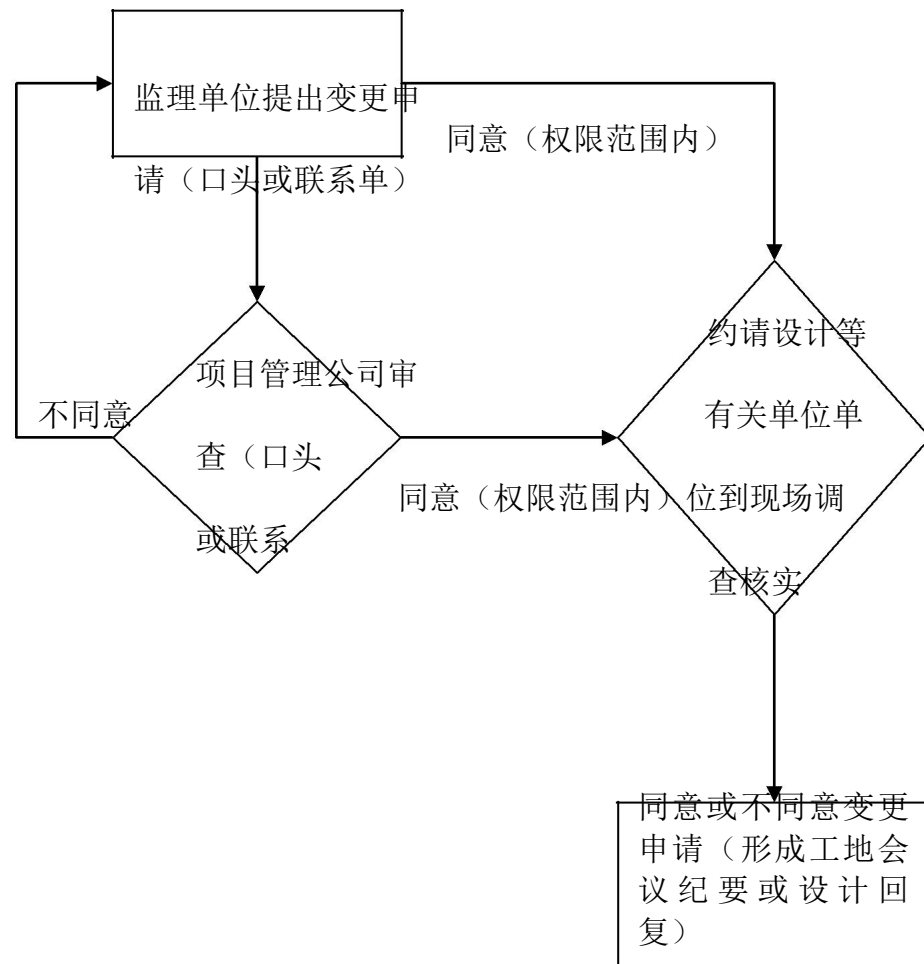 监理单位提出变更申
同意（权限范围内）
请（口头或联系单）
约请设计等
项目管理公司审
不同意
有关单位单
查（口头
同意（权限范围内）位到现场调
或联系
查核实
同意或不同意变更
申请（形成工地会
议纪要或设计回
复）